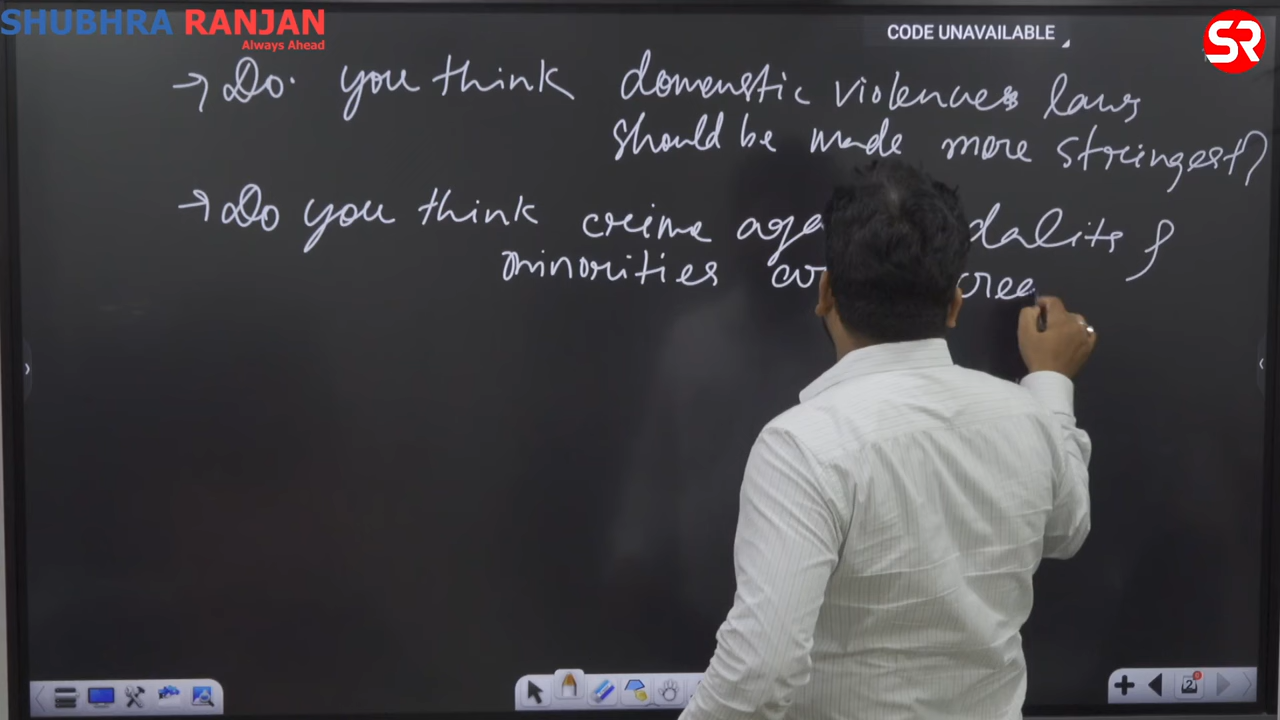 SHUBHRA RANJAN
Always Ahead
CODE UNAVAILABLE
SR
→ Do you think domenstic violences laws
should be made more stringest?
→ Do you think crime dalits &
minorities
2